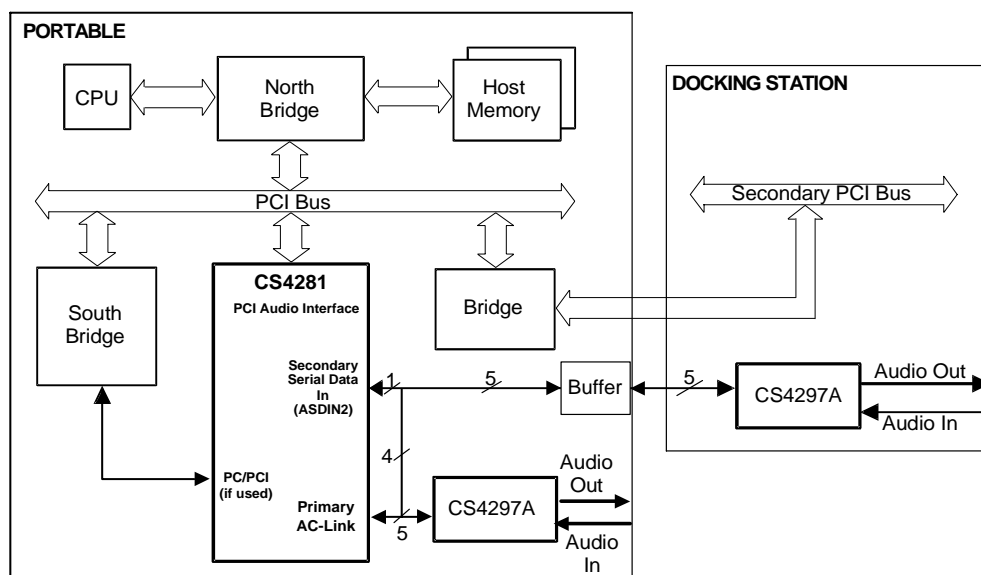 PORTABLE
CPU
North
Bridge
Host
Memory
PCI Bus
South
Bridge
CS4281
PCI Audio Interface
Secondary
Serial Data
In
(ASDIN2)
PC/PCI
(if used)
Primary
AC-Link
Bridge
1
5
Buffer
4
5
CS4297A
Audio
Out
Audio
In
DOCKING STATION
Secondary PCI Bus
5
CS4297A
Audio Out
Audio In